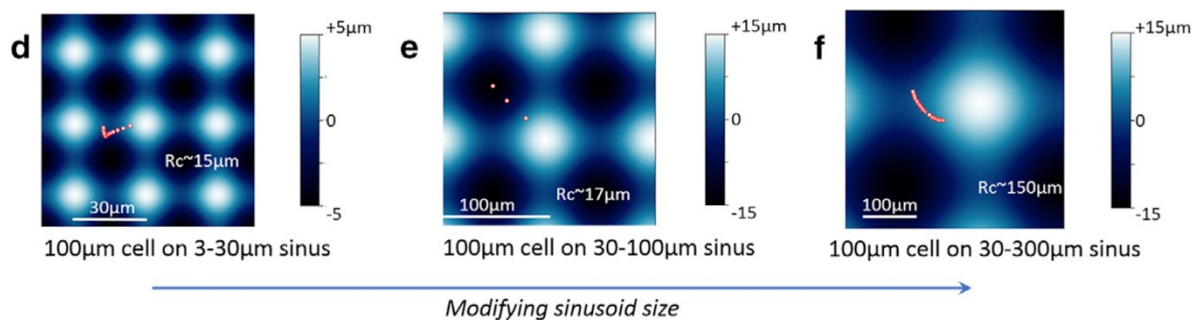 d
+5µm
0
-5
Rc~15µm
30µm
100µm cell on 3-30µm sinus
e
+15µm
0
-15
Rc~17µm
100µm
100µm cell on 30-100µm sinus
f
+15µm
0
-15
Rc~150µm
100µm
100µm cell on 30-300µm sinus
Modifying sinusoid size